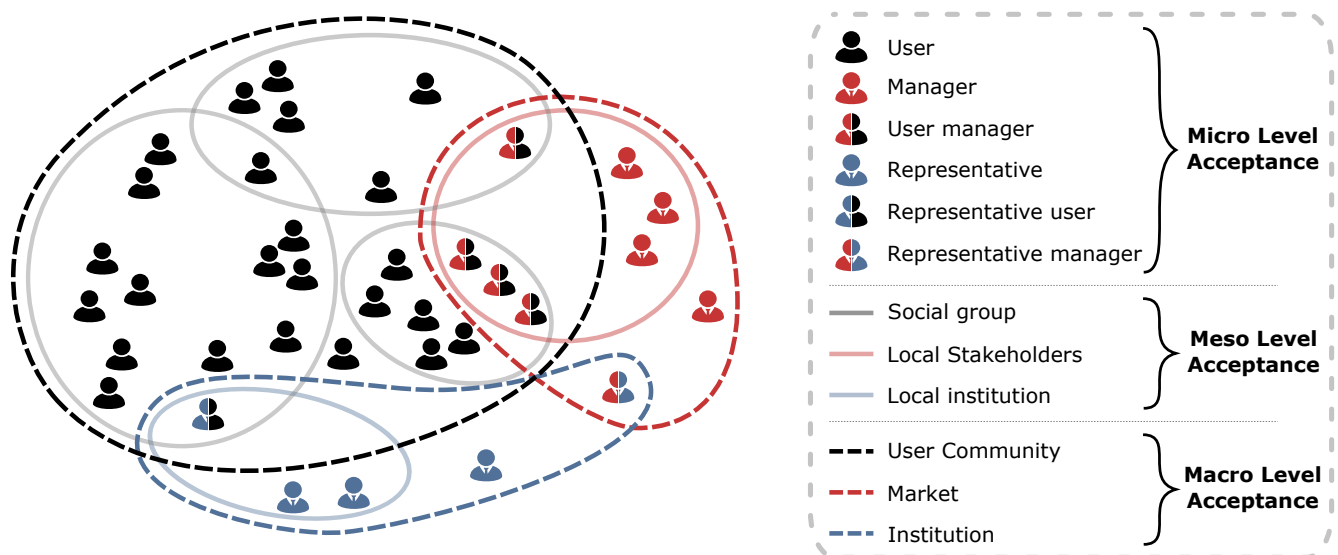 User
Manager
User manager
Representative
Representative user
Representative manager
Micro Level
Acceptance
Social group
Local Stakeholders
Local institution
Meso Level
Acceptance
User Community
Market
Institution
Macro Level
Acceptance